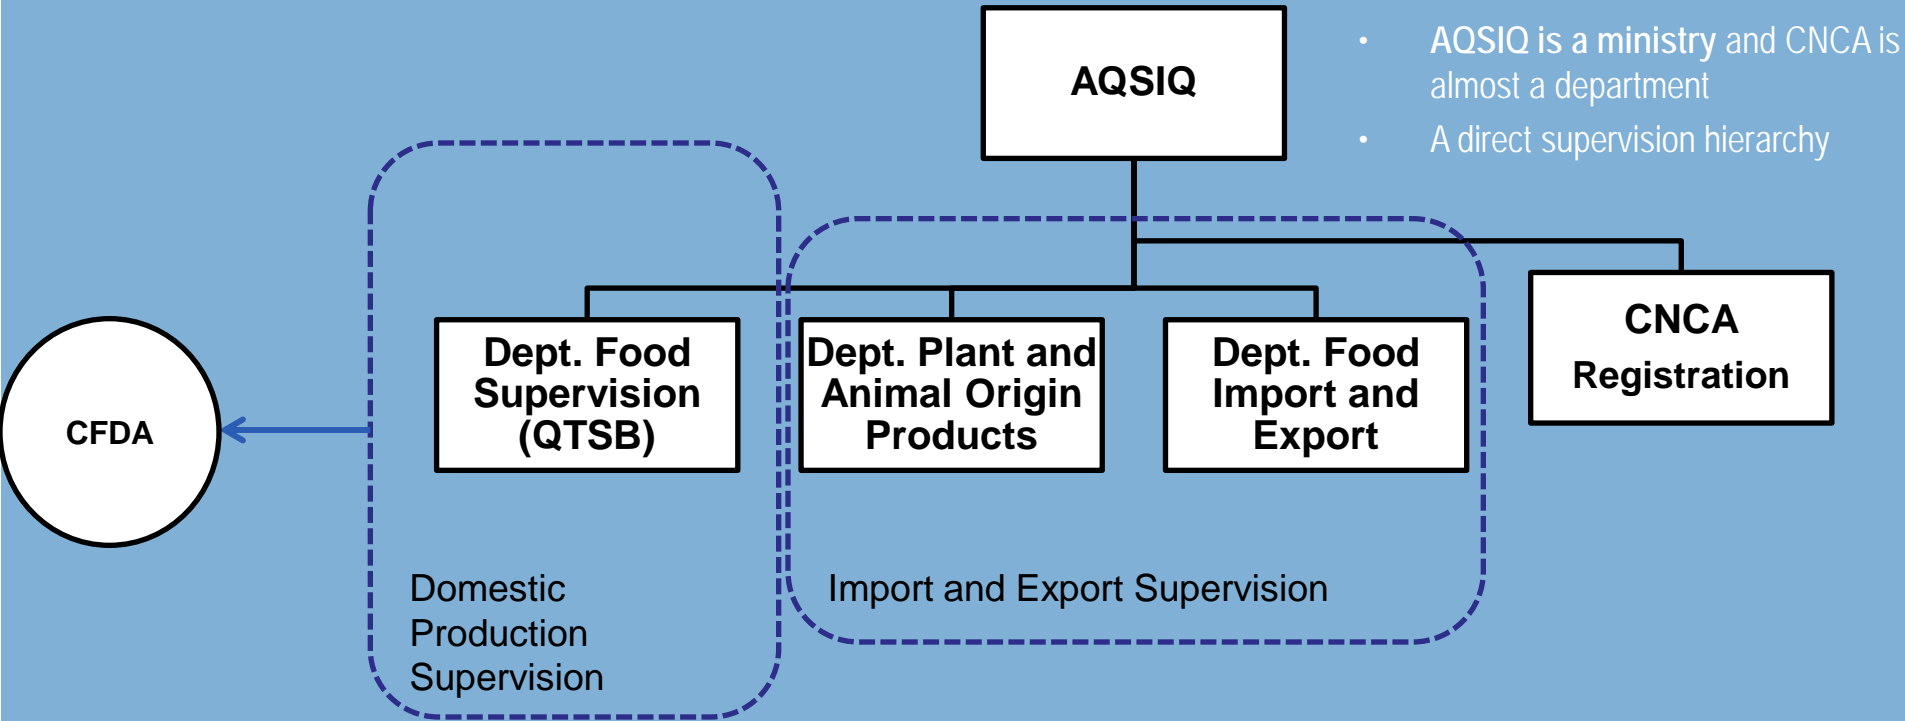 AQSIQ
• AQSIQ is a ministry and CNCA is
almost a department
• A direct supervision hierarchy
CFDA
Dept. Food
Supervision
(QTSB)
Dept. Plant and
Animal Origin
Products
Dept. Food
Import and
Export
CNCA
Registration
Domestic
Production
Supervision
Import and Export Supervision